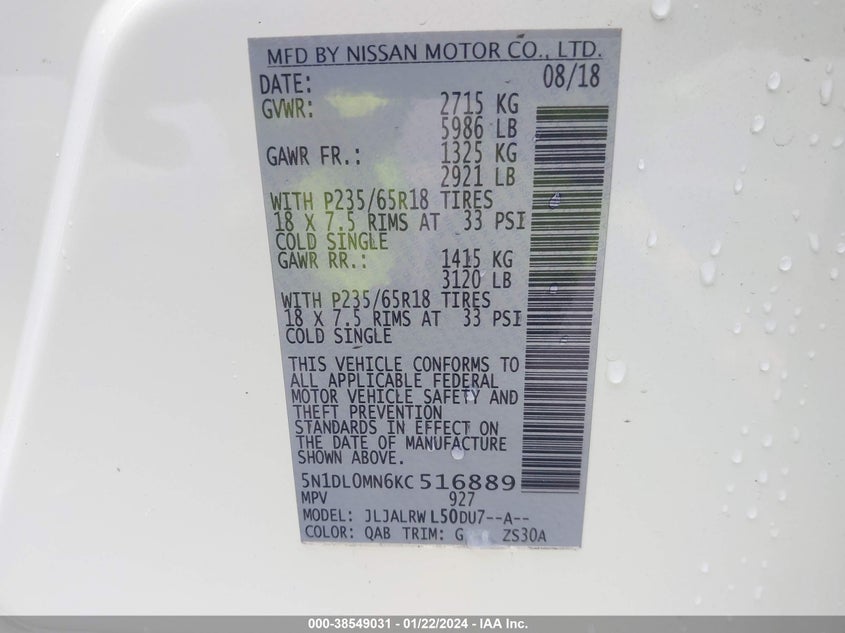 MFD BY NISSAN MOTOR CO., LTD.
DATE: 08/18
GVWR: 2715 KG
5986 LB
GAWR FR.: 1325 KG
2921 LB
WITH P235/65R18 TIRES
18 X 7.5 RIMS AT 33 PSI
COLD SINGLE
GAWR RR.: 1415 KG
3120 LB
WITH P235/65R18 TIRES
18 X 7.5 RIMS AT 33 PSI
COLD SINGLE
THIS VEHICLE CONFORMS TO
ALL APPLICABLE FEDERAL
MOTOR VEHICLE SAFETY AND
THEFT PREVENTION
STANDARDS IN EFFECT ON
THE DATE OF MANUFACTURE
SHOWN ABOVE.
5N1DL0MN6KC516889
MPV 927
MODEL: JLJALRWL50DU7--A--
COLOR: QAB TRIM: G ZS30A
000-38549031 - 01/22/2024 - IAA Inc.